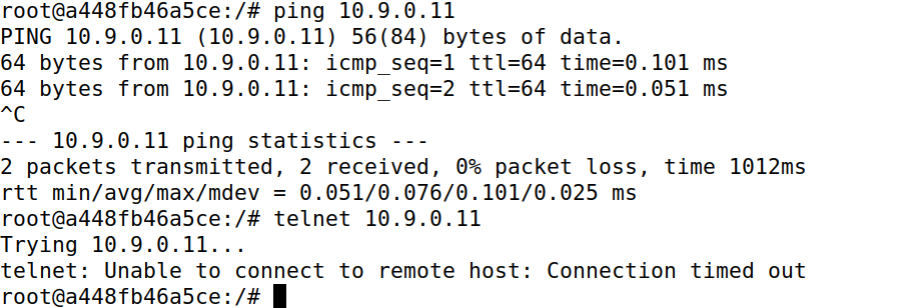 root@a448fb46a5ce:/# ping 10.9.0.11
PING 10.9.0.11 (10.9.0.11) 56(84) bytes of data.
64 bytes from 10.9.0.11: icmp_seq=1 ttl=64 time=0.101 ms
64 bytes from 10.9.0.11: icmp_seq=2 ttl=64 time=0.051 ms
^C
--- 10.9.0.11 ping statistics ---
2 packets transmitted, 2 received, 0% packet loss, time 1012ms
rtt min/avg/max/mdev = 0.051/0.076/0.101/0.025 ms
root@a448fb46a5ce:/# telnet 10.9.0.11
Trying 10.9.0.11...
telnet: Unable to connect to remote host: Connection timed out
root@a448fb46a5ce:/#